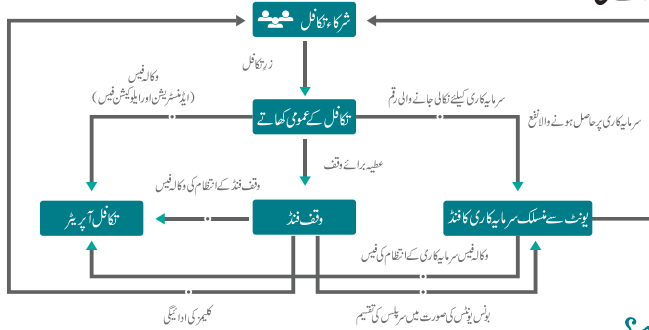 شرکاء تکافل
زرِ تکافل
وکالہ فیس
(ایڈمنسٹریشن اور ایلوکیشن فیس)
سرمایہ کاری کیلئے نکالی جانے والی رقم
تکافل کے عمومی کھاتے
سرمایہ کاری پر حاصل ہونے والا نفع
عطیہ برائے وقف
وقف فنڈ کے انتظام کی وکالہ فیس
یونٹ سے منسلک سرمایہ کاری کا فنڈ
وقف فنڈ
تکافل آپریٹر
وکالہ فیس سرمایہ کاری کے انتظام کی فیس
بونس یونٹس کی صورت میں سرپلس کی تقسیم
کلیمز کی ادائیگی